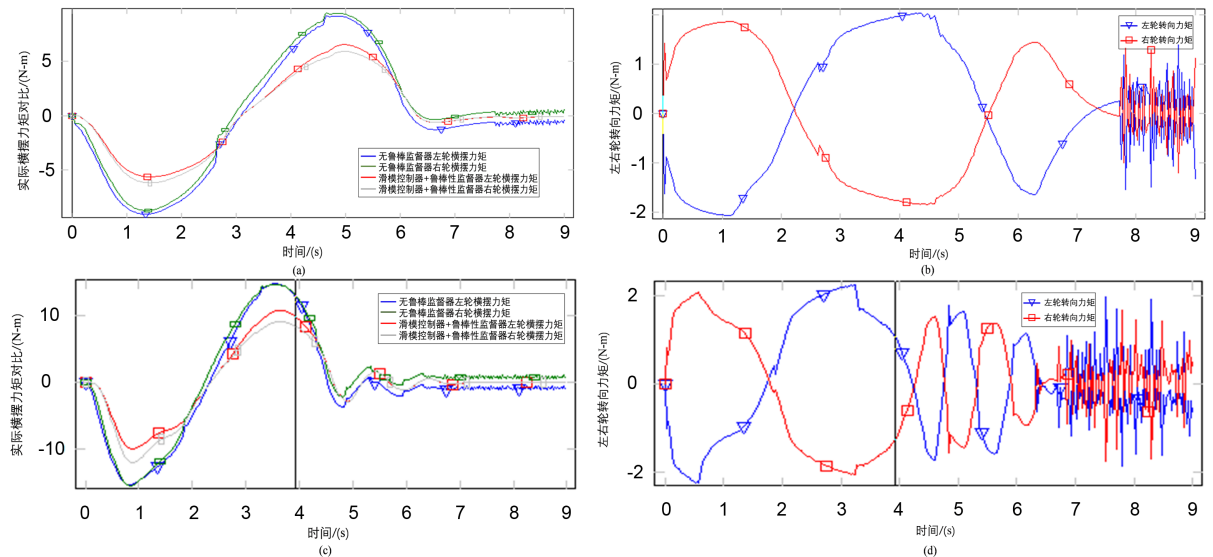 实际横摆力矩对比/(N-m)
5
0
-5
无鲁棒监督器左轮横摆力矩
无鲁棒监督器右轮横摆力矩
滑模控制器+鲁棒性监督器左轮横摆力矩
滑模控制器+鲁棒性监督器右轮横摆力矩
0 1 2 3 4 5 6 7 8 9
时间/(s)
(a)
左右轮转向力矩/(N-m)
2
1
0
-1
-2
左轮转向力矩
右轮转向力矩
0 1 2 3 4 5 6 7 8 9
时间/(s)
(b)
实际横摆力矩对比/(N-m)
10
0
-10
无鲁棒监督器左轮横摆力矩
无鲁棒监督器右轮横摆力矩
滑模控制器+鲁棒性监督器左轮横摆力矩
滑模控制器+鲁棒性监督器右轮横摆力矩
0 1 2 3 4 5 6 7 8 9
时间/(s)
(c)
左右轮转向力矩/(N-m)
2
0
-2
左轮转向力矩
右轮转向力矩
0 1 2 3 4 5 6 7 8 9
时间/(s)
(d)